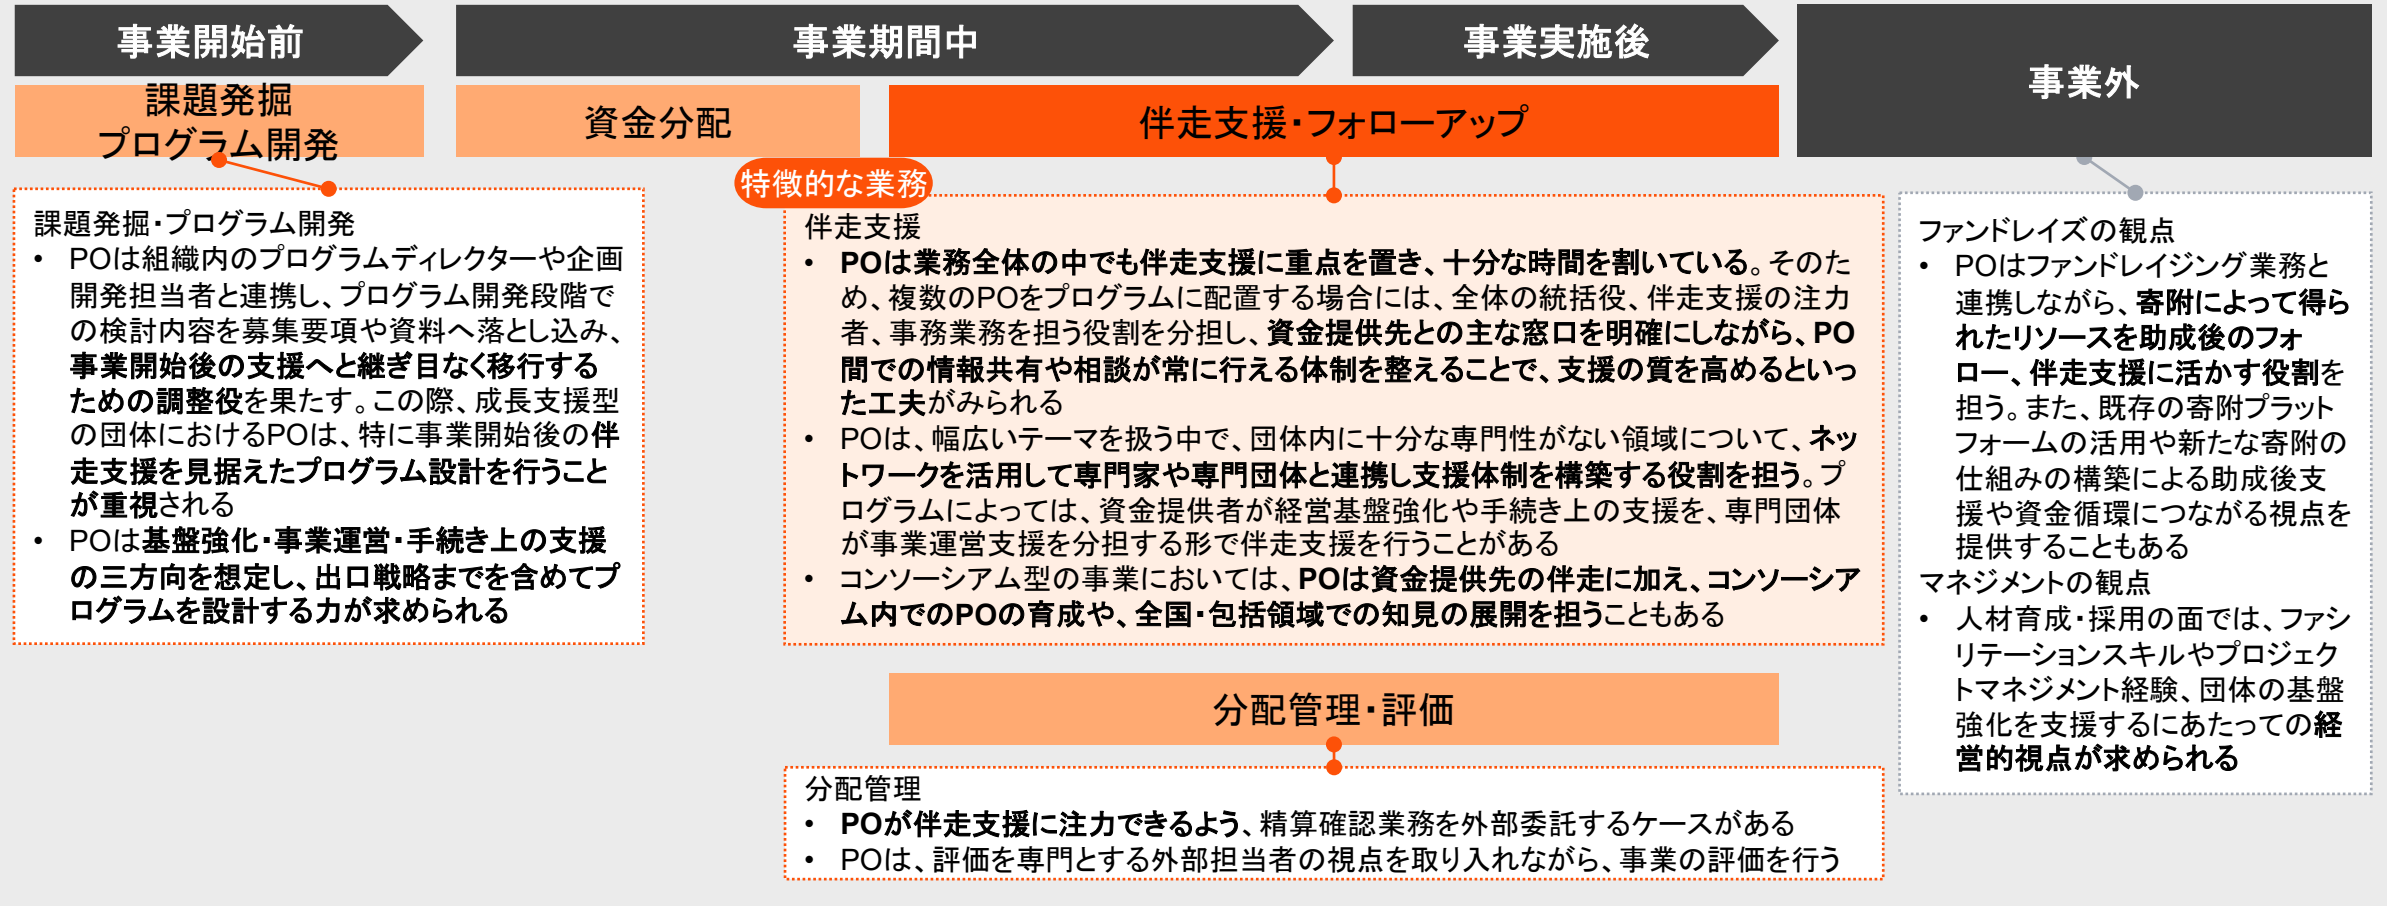 事業開始前
事業期間中
事業実施後
事業外
課題発掘
プログラム開発
資金分配
伴走支援・フォローアップ
課題発掘・プログラム開発
• POは組織内のプログラムディレクターや企画
開発担当者と連携し、プログラム開発段階で
の検討内容を募集要項や資料へ落とし込み、
事業開始後の支援へと継ぎ目なく移行する
ための調整役を果たす。この際、成長支援型
の団体におけるPOは、特に事業開始後の伴
走支援を見据えたプログラム設計を行うこと
が重視される
• POは基盤強化・事業運営・手続き上の支援
の三方向を想定し、出口戦略までを含めてプ
ログラムを設計する力が求められる
特徴的な業務
伴走支援
• POは業務全体の中でも伴走支援に重点を置き、十分な時間を割いている。そのた
め、複数のPOをプログラムに配置する場合には、全体の統括役、伴走支援の注力
者、事務業務を担う役割を分担し、資金提供先との主な窓口を明確にしながら、PO
間での情報共有や相談が常に行える体制を整えることで、支援の質を高めるといっ
た工夫がみられる
• POは、幅広いテーマを扱う中で、団体内に十分な専門性がない領域について、ネッ
トワークを活用して専門家や専門団体と連携し支援体制を構築する役割を担う。プ
ログラムによっては、資金提供者が経営基盤強化や手続き上の支援を、専門団体
が事業運営支援を分担する形で伴走支援を行うことがある
• コンソーシアム型の事業においては、POは資金提供先の伴走に加え、コンソーシア
ム内でのPOの育成や、全国・包括領域での知見の展開を担うこともある
分配管理・評価
分配管理
• POが伴走支援に注力できるよう、精算確認業務を外部委託するケースがある
• POは、評価を専門とする外部担当者の視点を取り入れながら、事業の評価を行う
ファンドレイズの観点
• POはファンドレイジング業務と
連携しながら、寄附によって得ら
れたリソースを助成後のフォ
ロー、伴走支援に活かす役割を
担う。また、既存の寄附プラット
フォームの活用や新たな寄附の
仕組みの構築による助成後支
援や資金循環につながる視点を
提供することもある
マネジメントの観点
• 人材育成・採用の面では、ファシ
リテーションスキルやプロジェク
トマネジメント経験、団体の基盤
強化を支援するにあたっての経
営的視点が求められる